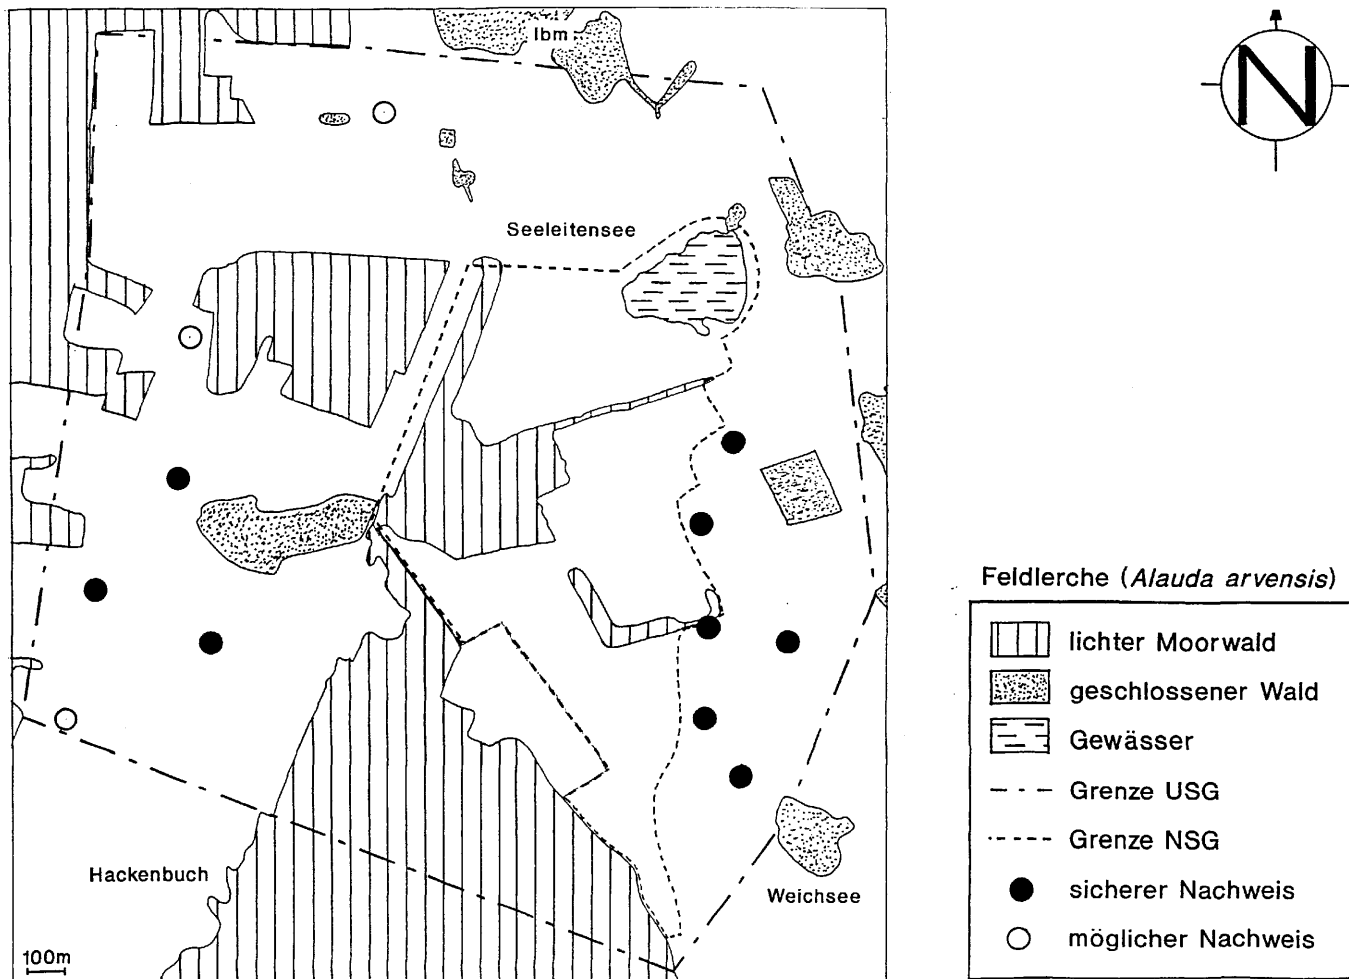 Ibm
N
Seeleitensee
Hackenbuch
Weichsee
100m
Feldlerche (Alauda arvensis)
lichter Moorwald
geschlossener Wald
Gewässer
Grenze USG
Grenze NSG
sicherer Nachweis
möglicher Nachweis